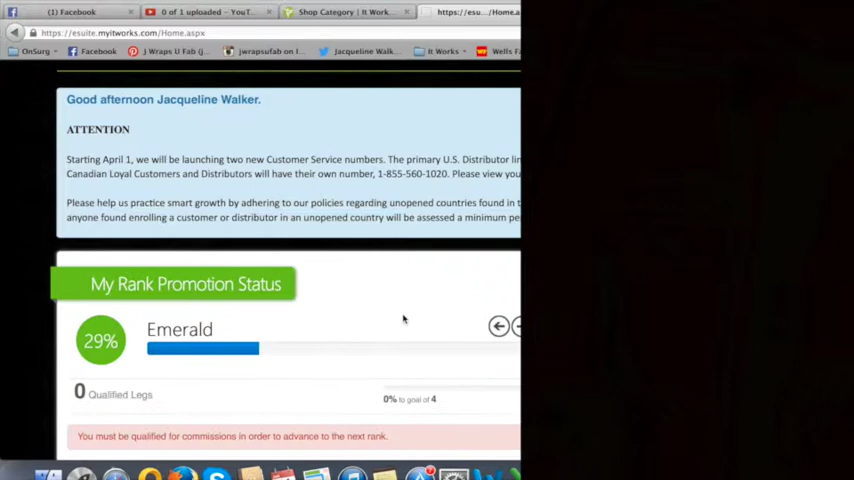 (1) Facebook
0 of 1 uploaded – YouT...
Shop Category | It Work...
https://esu.../Home.a
https://esuite.myitworks.com/Home.aspx
OnSurg
Facebook
J Wraps U Fab (j...
jwrapsufab on I...
Jacqueline Walk...
It Works
Wells Fa
Good afternoon Jacqueline Walker.
ATTENTION
Starting April 1, we will be launching two new Customer Service numbers. The primary U.S. Distributor lin
Canadian Loyal Customers and Distributors will have their own number, 1-855-560-1020. Please view you
Please help us practice smart growth by adhering to our policies regarding unopened countries found in t
anyone found enrolling a customer or distributor in an unopened country will be assessed a minimum pe
My Rank Promotion Status
29%
Emerald
0 Qualified Legs
0% to goal of 4
You must be qualified for commissions in order to advance to the next rank.